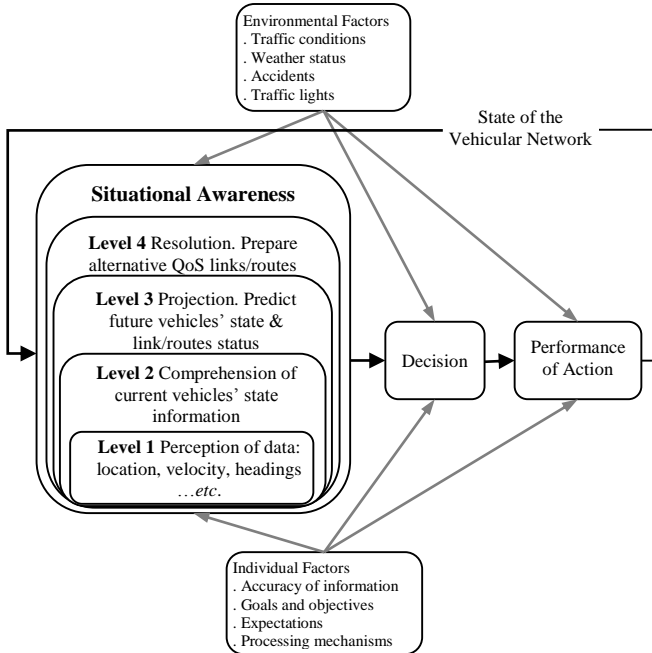 Environmental Factors
. Traffic conditions
. Weather status
. Accidents
. Traffic lights
State of the
Vehicular Network
Situational Awareness
Level 4 Resolution. Prepare
alternative QoS links/routes
Level 3 Projection. Predict
future vehicles’ state &
link/routes status
Level 2 Comprehension of
current vehicles’ state
information
Level 1 Perception of data:
location, velocity, headings
…etc.
Decision
Performance
of Action
Individual Factors
. Accuracy of information
. Goals and objectives
. Expectations
. Processing mechanisms